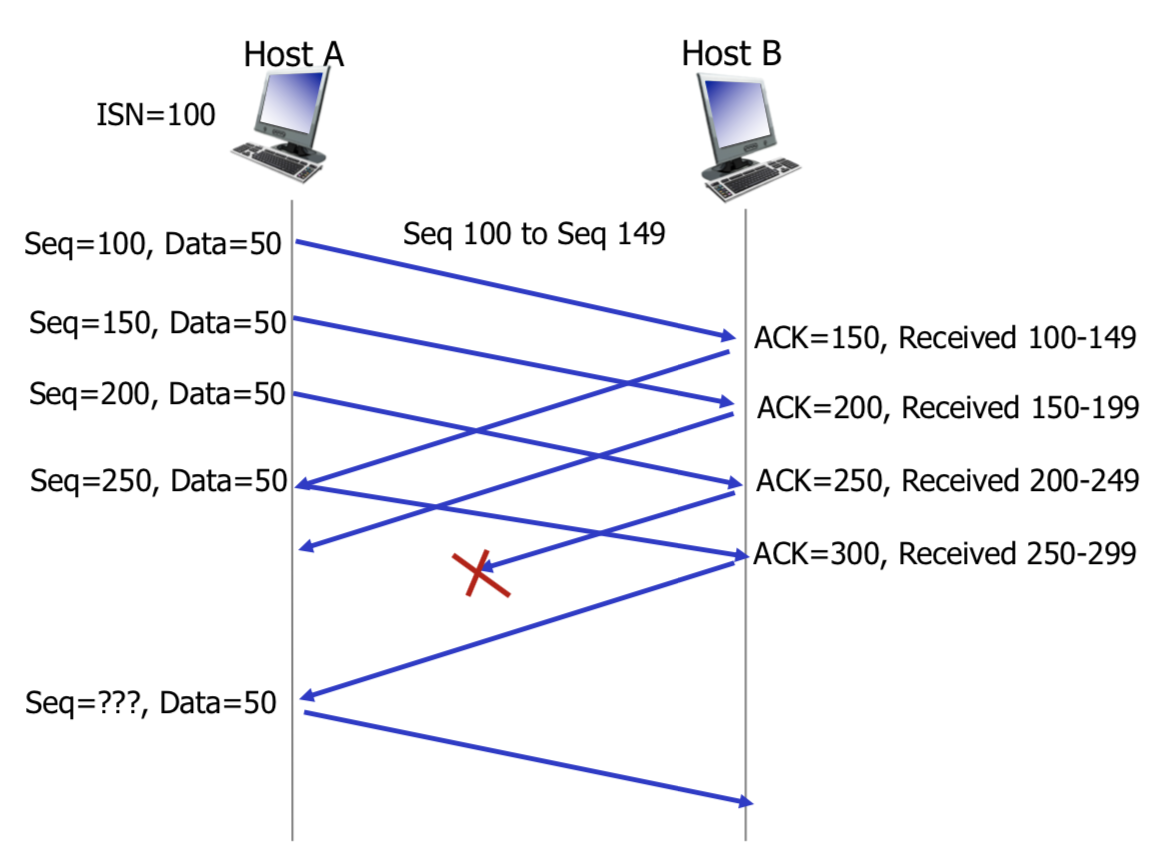 Host A
Host B
ISN=100
Seq 100 to Seq 149
Seq=100, Data=50
Seq=150, Data=50
ACK=150, Received 100-149
Seq=200, Data=50
ACK=200, Received 150-199
Seq=250, Data=50
ACK=250, Received 200-249
ACK=300, Received 250-299
Seq=???, Data=50